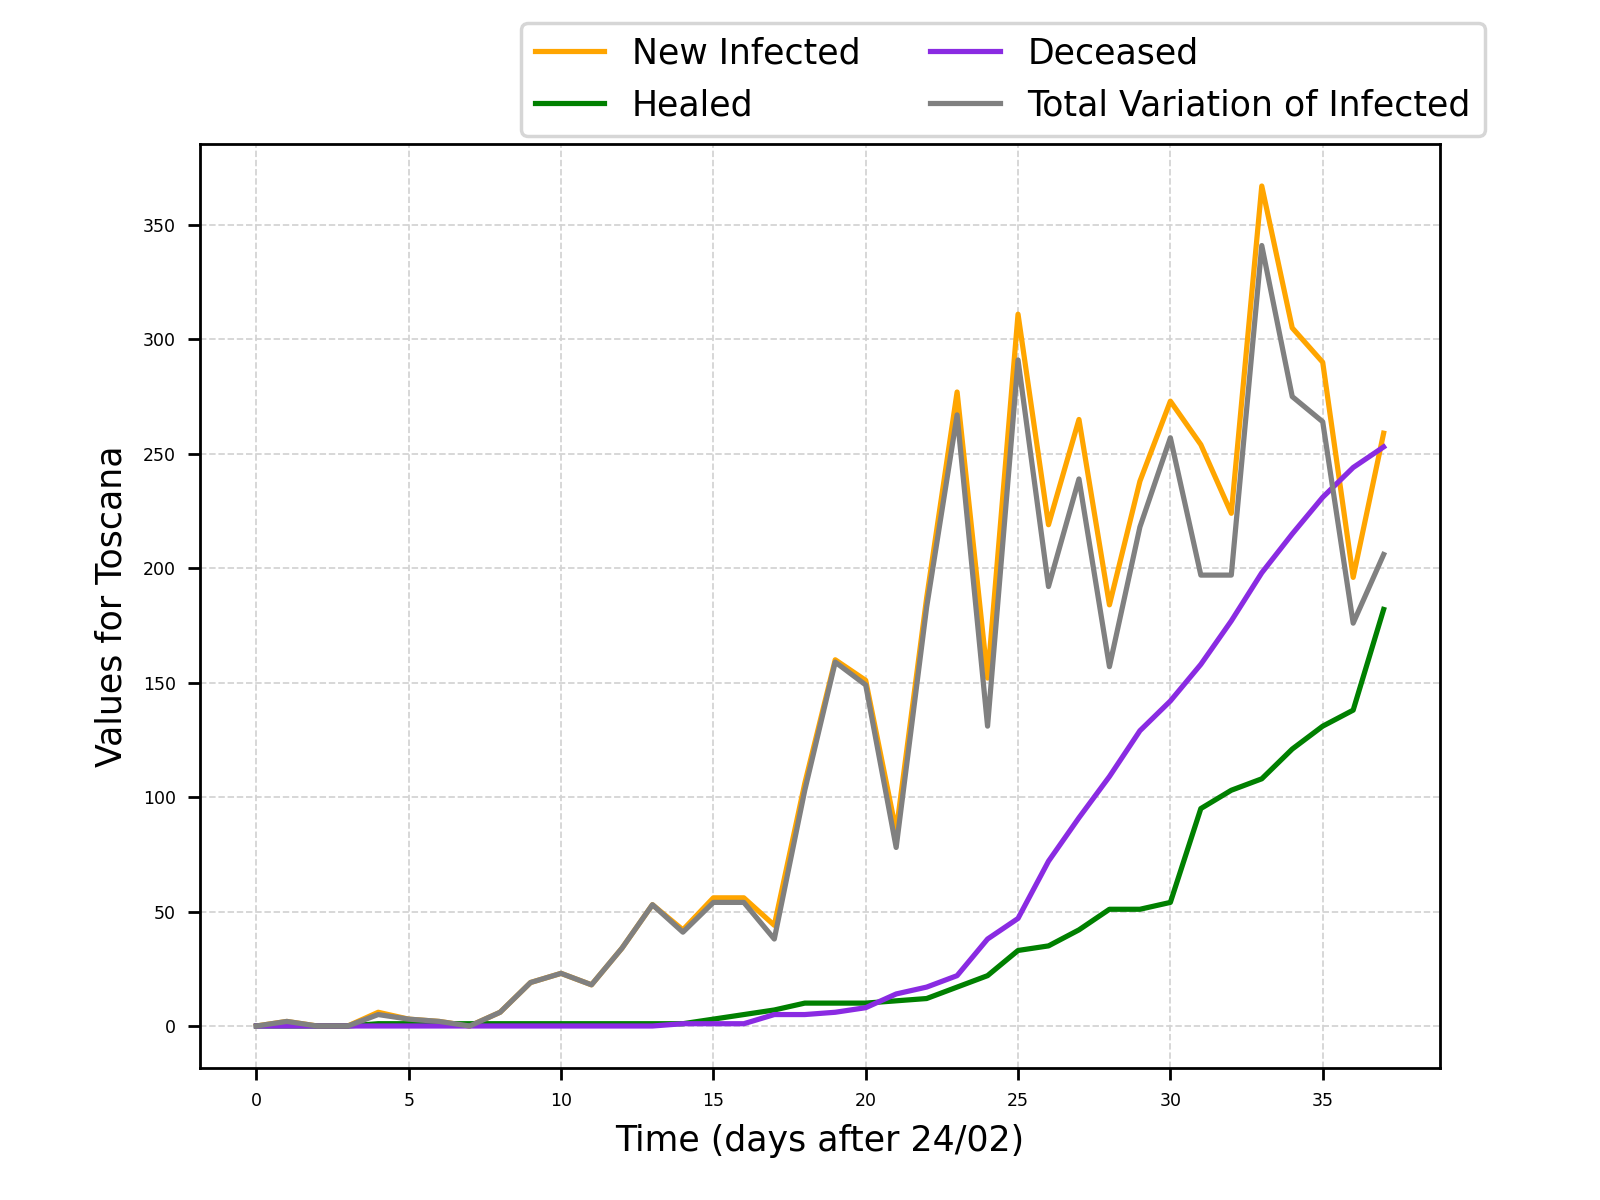 New Infected
Healed
Deceased
Total Variation of Infected
Values for Toscana
350
300
250
200
150
100
50
0
0 5 10 15 20 25 30 35
Time (days after 24/02)